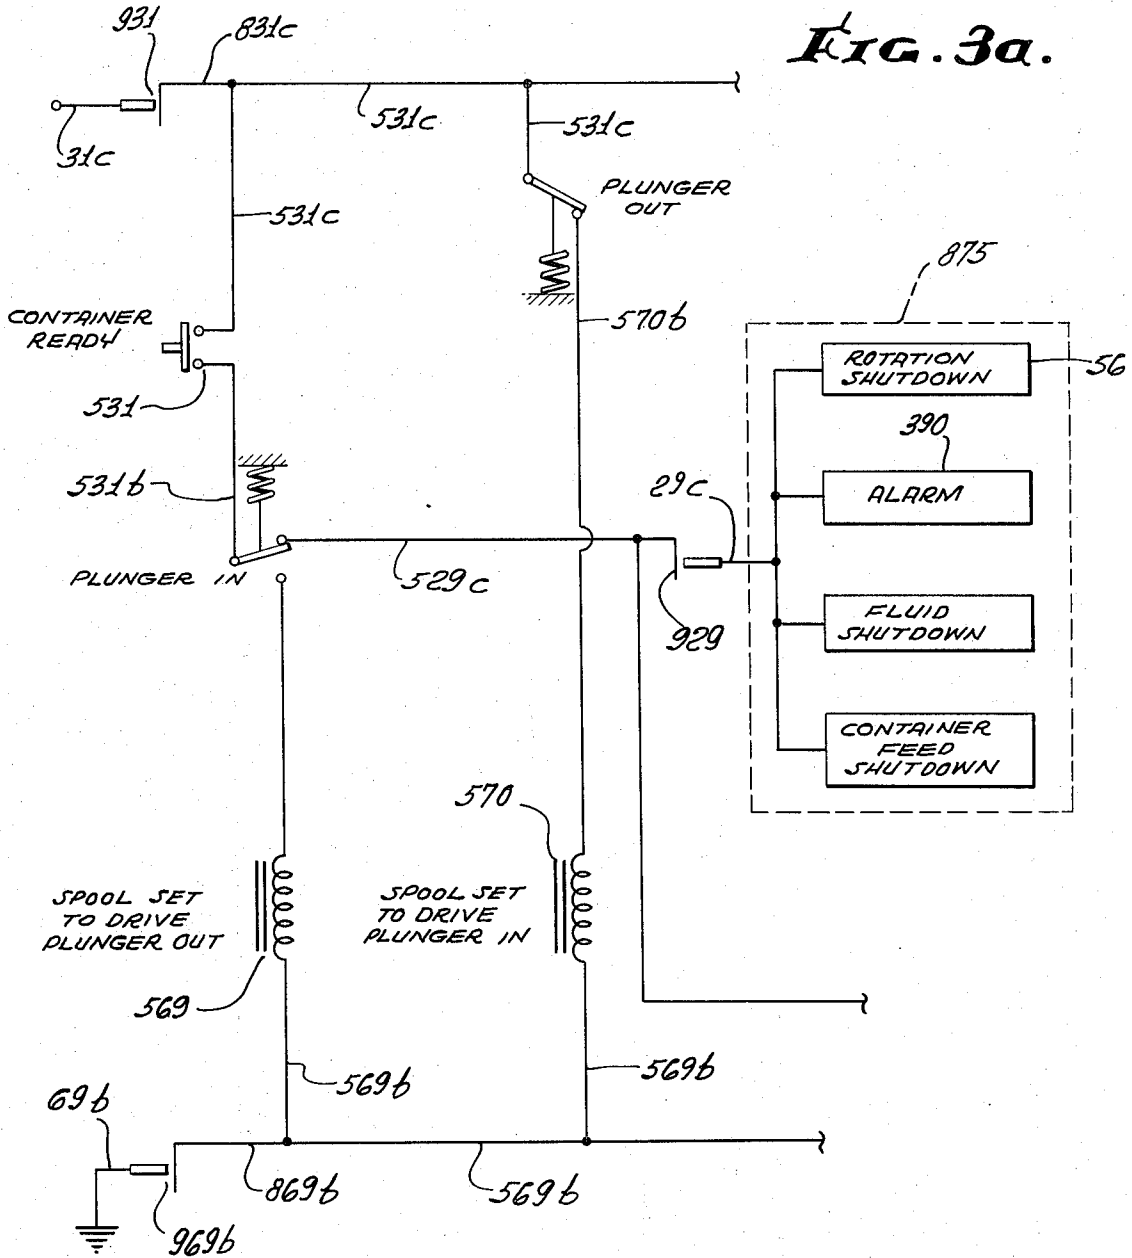 FIG. 3a.
931
831c
31c
531c
531c
531c
PLUNGER
OUT
875
CONTAINER
READY
570b
ROTATION
SHUTDOWN
56
531
390
531b
29c
ALARM
PLUNGER IN
529c
929
FLUID
SHUTDOWN
CONTAINER
FEED
SHUTDOWN
570
SPOOL SET
TO DRIVE
PLUNGER OUT
SPOOL SET
TO DRIVE
PLUNGER IN
569
569b
569b
69b
869b
569b
969b